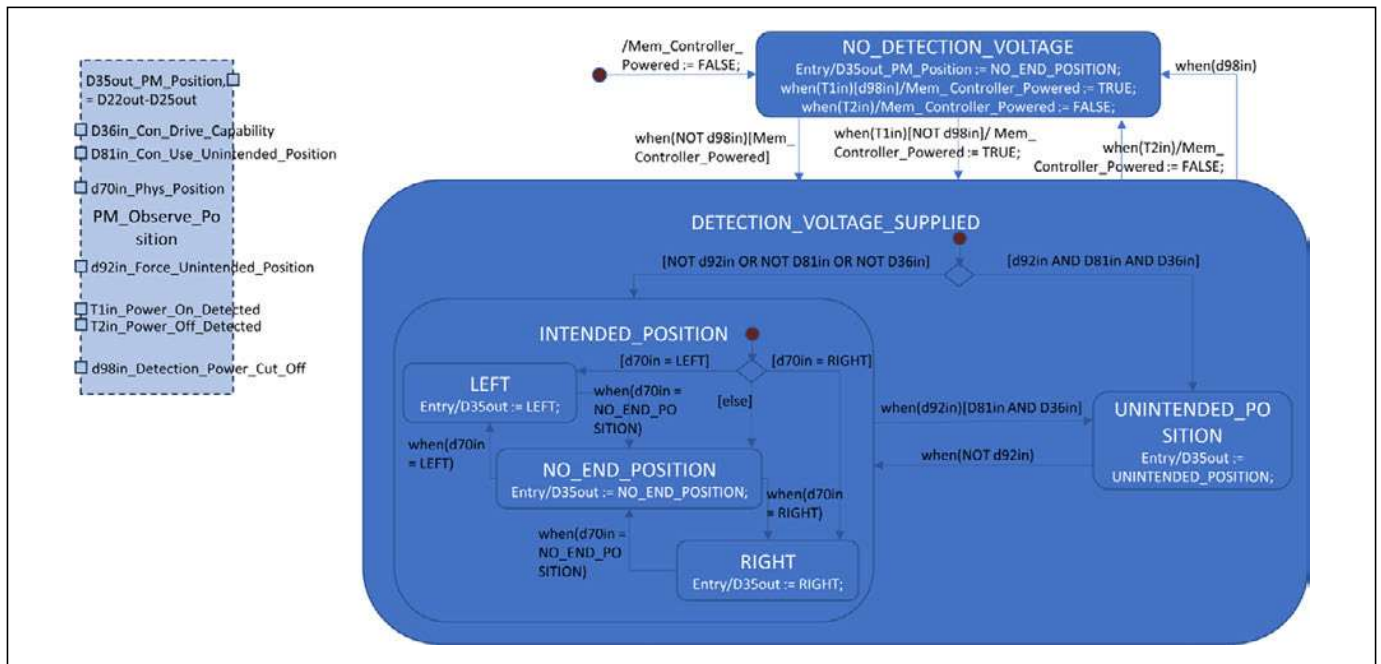 D35out_PM_Position,
= D22out-D25out
D36in_Con_Drive_Capability
D81in_Con_Use_Unintended_Position
d70in_Phys_Position
PM_Observe_Po
sition
d92in_Force_Unintended_Position
T1in_Power_On_Detected
T2in_Power_Off_Detected
d98in_Detection_Power_Cut_Off
/Mem_Controller_
Powered := FALSE;
NO_DETECTION_VOLTAGE
Entry/D35out_PM_Position := NO_END_POSITION;
when(T1in)[d98in]/Mem_Controller_Powered := TRUE;
when(T2in)/Mem_Controller_Powered := FALSE;
when(d98in)
when(NOT d98in)[Mem_
Controller_Powered]
when(T1in)[NOT d98in]/ Mem_
Controller_Powered := TRUE;
when(T2in)/Mem_
Controller_Powered := FALSE;
DETECTION_VOLTAGE_SUPPLIED
[NOT d92in OR NOT D81in OR NOT D36in]
[d92in AND D81in AND D36in]
INTENDED_POSITION
[d70in = LEFT]
[d70in = RIGHT]
[else]
LEFT
Entry/D35out := LEFT;
when(d70in =
NO_END_PO
SITION)
when(d70in
= LEFT)
NO_END_POSITION
Entry/D35out := NO_END_POSITION;
when(d70in
= RIGHT)
when(d70in =
NO_END_PO
SITION)
RIGHT
Entry/D35out := RIGHT;
when(d92in)[D81in AND D36in]
when(NOT d92in)
UNINTENDED_PO
SITION
Entry/D35out :=
UNINTENDED_POSITION;